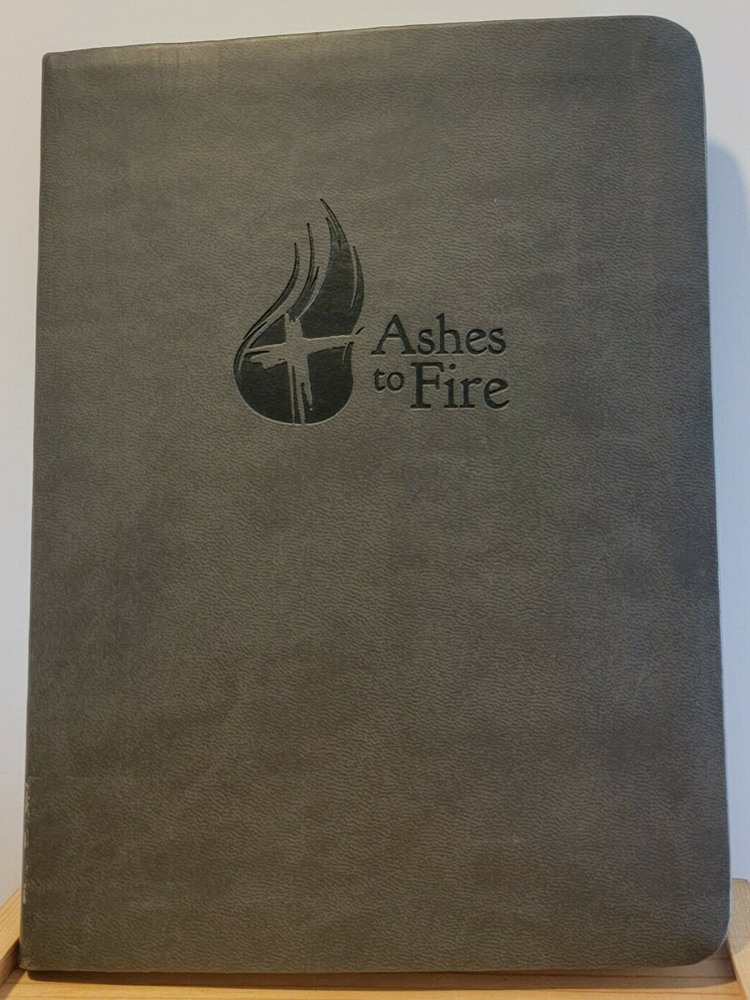 Ashes
to Fire